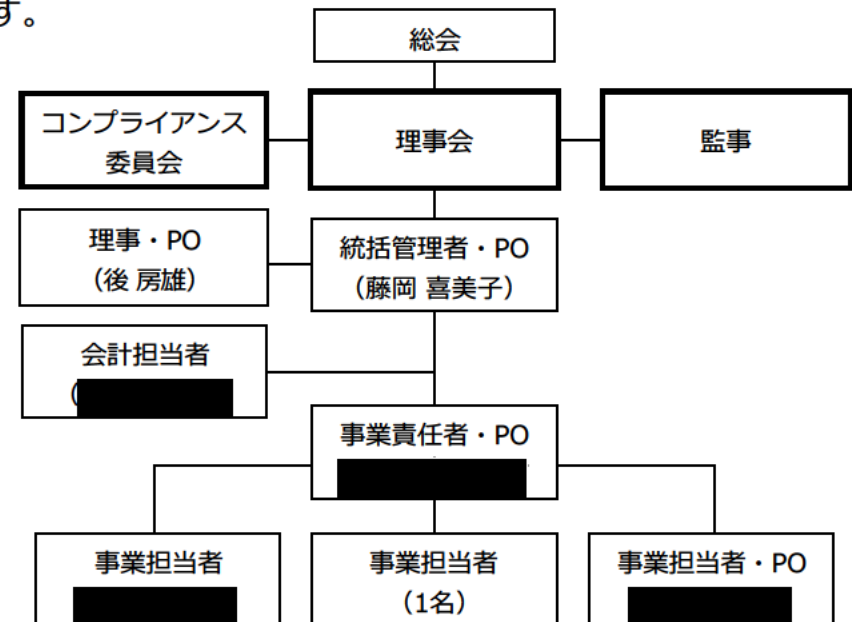 す。
総会
コンプライアンス
委員会
理事会
監事
理事・PO
（後 房雄）
統括管理者・PO
（藤岡 喜美子）
会計担当者
（
事業責任者・PO
事業担当者
事業担当者
（1名）
事業担当者・PO